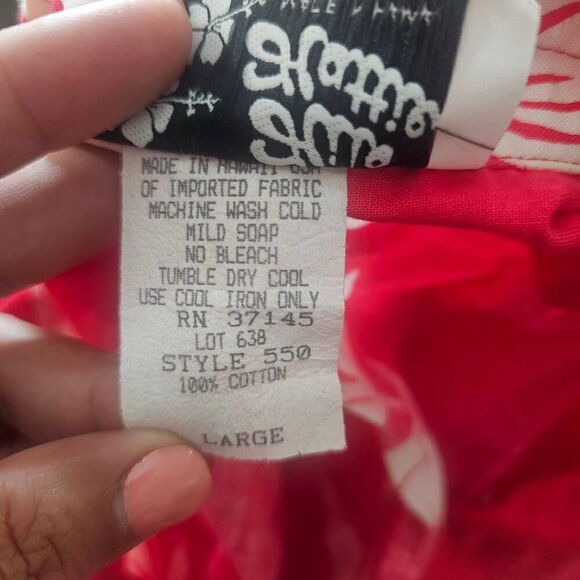 MADE IN HAWAII USA
OF IMPORTED FABRIC
MACHINE WASH COLD
MILD SOAP
NO BLEACH
TUMBLE DRY COOL
USE COOL IRON ONLY
RN 37145
LOT 638
STYLE 550
100% COTTON
LARGE